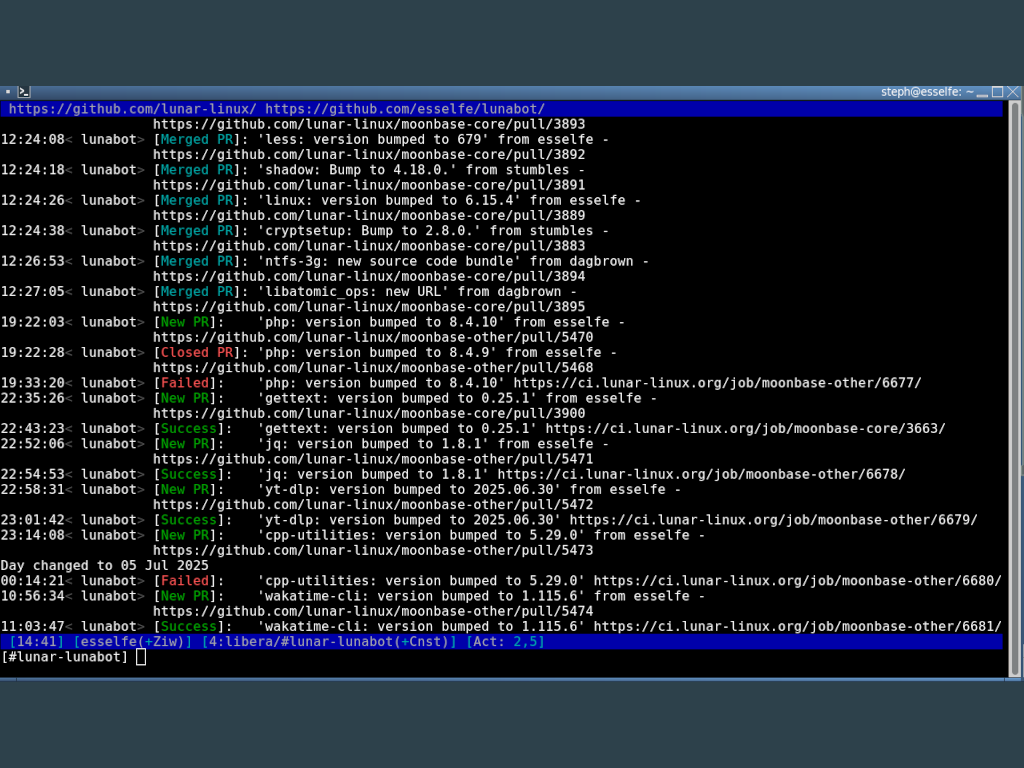 steph@esselfe: ~
https://github.com/lunar-linux/ https://github.com/esselfe/lunabot/
https://github.com/lunar-linux/moonbase-core/pull/3893
12:24:08< lunabot> [Merged PR]: 'less: version bumped to 679' from esselfe -
https://github.com/lunar-linux/moonbase-core/pull/3892
12:24:18< lunabot> [Merged PR]: 'shadow: Bump to 4.18.0.' from stumbles -
https://github.com/lunar-linux/moonbase-core/pull/3891
12:24:26< lunabot> [Merged PR]: 'linux: version bumped to 6.15.4' from esselfe -
https://github.com/lunar-linux/moonbase-core/pull/3889
12:24:38< lunabot> [Merged PR]: 'cryptsetup: Bump to 2.8.0.' from stumbles -
https://github.com/lunar-linux/moonbase-core/pull/3883
12:26:53< lunabot> [Merged PR]: 'ntfs-3g: new source code bundle' from dagbrown -
https://github.com/lunar-linux/moonbase-core/pull/3894
12:27:05< lunabot> [Merged PR]: 'libatomic_ops: new URL' from dagbrown -
https://github.com/lunar-linux/moonbase-core/pull/3895
19:22:03< lunabot> [New PR]:    'php: version bumped to 8.4.10' from esselfe -
https://github.com/lunar-linux/moonbase-other/pull/5470
19:22:28< lunabot> [Closed PR]: 'php: version bumped to 8.4.9' from esselfe -
https://github.com/lunar-linux/moonbase-other/pull/5468
19:33:20< lunabot> [Failed]:    'php: version bumped to 8.4.10' https://ci.lunar-linux.org/job/moonbase-other/6677/
22:35:26< lunabot> [New PR]:    'gettext: version bumped to 0.25.1' from esselfe -
https://github.com/lunar-linux/moonbase-core/pull/3900
22:43:23< lunabot> [Success]:   'gettext: version bumped to 0.25.1' https://ci.lunar-linux.org/job/moonbase-core/3663/
22:52:06< lunabot> [New PR]:    'jq: version bumped to 1.8.1' from esselfe -
https://github.com/lunar-linux/moonbase-other/pull/5471
22:54:53< lunabot> [Success]:   'jq: version bumped to 1.8.1' https://ci.lunar-linux.org/job/moonbase-other/6678/
22:58:31< lunabot> [New PR]:    'yt-dlp: version bumped to 2025.06.30' from esselfe -
https://github.com/lunar-linux/moonbase-other/pull/5472
23:01:42< lunabot> [Success]:   'yt-dlp: version bumped to 2025.06.30' https://ci.lunar-linux.org/job/moonbase-other/6679/
23:14:08< lunabot> [New PR]:    'cpp-utilities: version bumped to 5.29.0' from esselfe -
https://github.com/lunar-linux/moonbase-other/pull/5473
Day changed to 05 Jul 2025
00:14:21< lunabot> [Failed]:    'cpp-utilities: version bumped to 5.29.0' https://ci.lunar-linux.org/job/moonbase-other/6680/
10:56:34< lunabot> [New PR]:    'wakatime-cli: version bumped to 1.115.6' from esselfe -
https://github.com/lunar-linux/moonbase-other/pull/5474
11:03:47< lunabot> [Success]:   'wakatime-cli: version bumped to 1.115.6' https://ci.lunar-linux.org/job/moonbase-other/6681/
[14:41] [esselfe(+Ziw)] [4:libera/#lunar-lunabot(+Cnst)] [Act: 2,5]
[#lunar-lunabot]